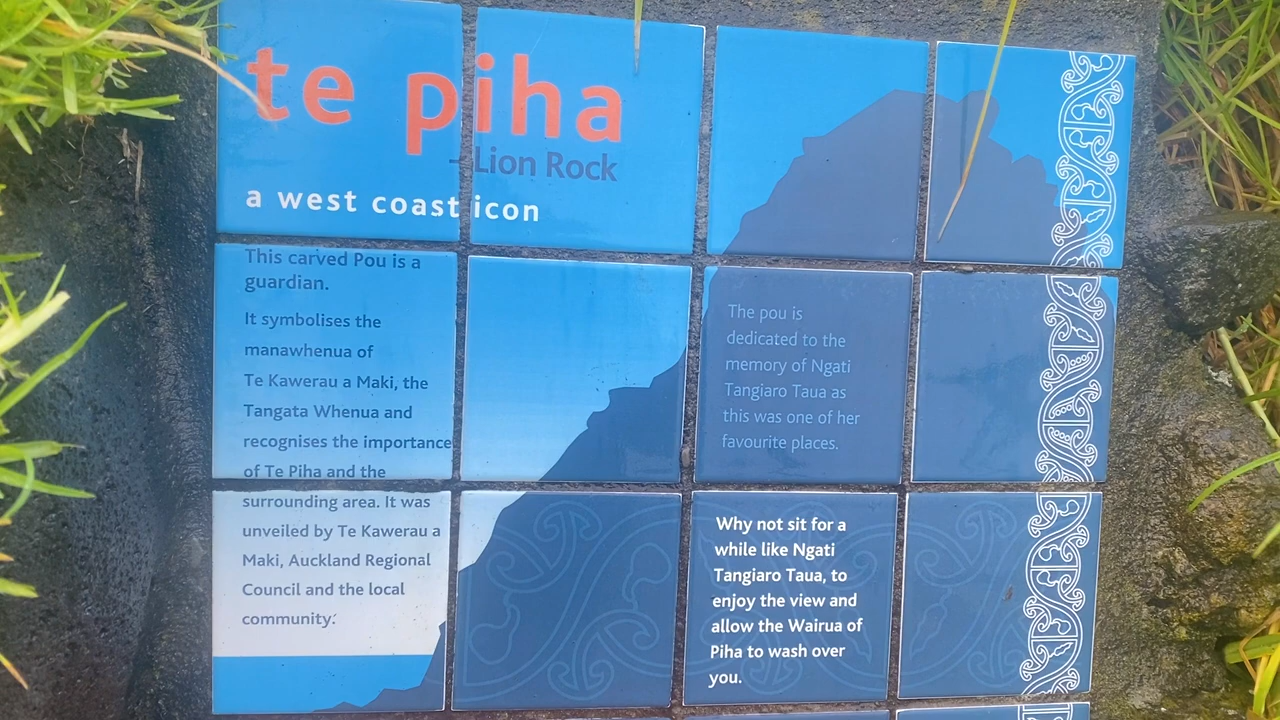 te piha
– Lion Rock
a west coast icon
This carved Pou is a
guardian.
It symbolises the
manawhenua of
Te Kawerau a Maki, the
Tangata Whenua and
recognises the importance
of Te Piha and the
surrounding area. It was
unveiled by Te Kawerau a
Maki, Auckland Regional
Council and the local
community.
The pou is
dedicated to the
memory of Ngati
Tangiaro Taua as
this was one of her
favourite places.
Why not sit for a
while like Ngati
Tangiaro Taua, to
enjoy the view and
allow the Wairua of
Piha to wash over
you.